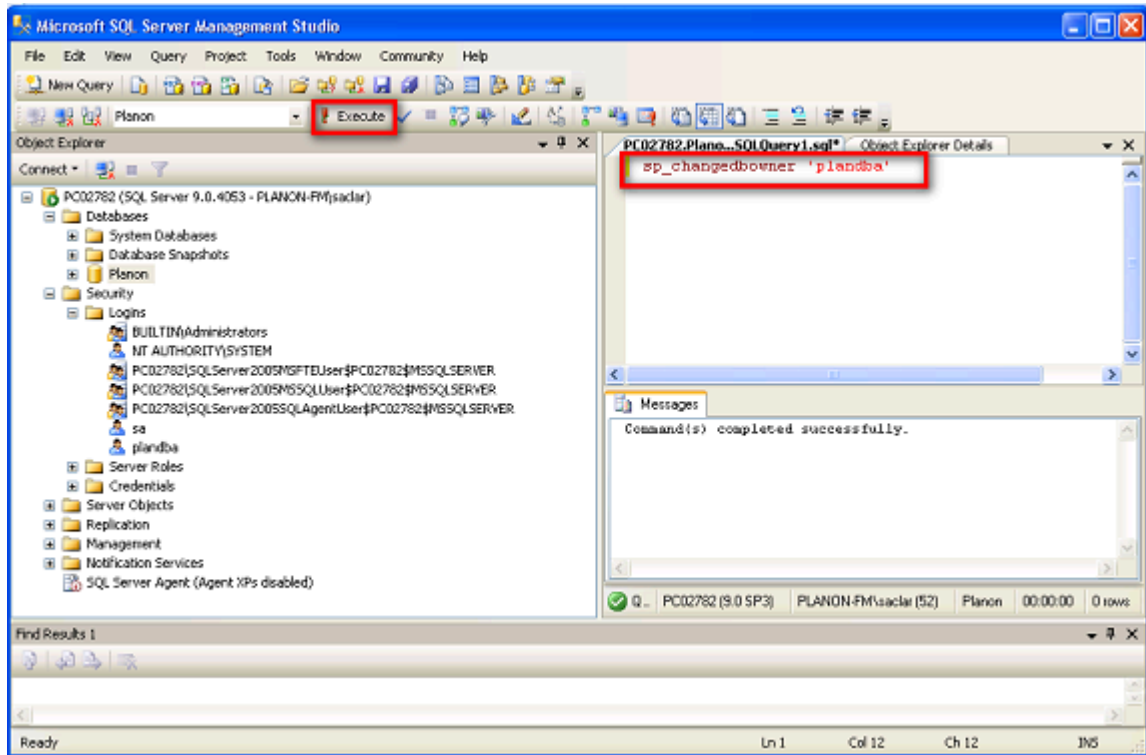 Microsoft SQL Server Management Studio
File Edit View Query Project Tools Window Community Help
New Query
Planon Execute
Object Explorer
PC02782.Plano...SQLQuery1.sql* Object Explorer Details
Connect
sp_changedbowner 'plandba'
PC02782 (SQL Server 9.0.4053 - PLANON-FM\saclar)
Databases
System Databases
Database Snapshots
Planon
Security
Logins
BUILTIN\Administrators
NT AUTHORITY\SYSTEM
PC02782\SQLServer2005MSFTEUser$PC02782$MSSQLSERVER
PC02782\SQLServer2005MSSQLUser$PC02782$MSSQLSERVER
PC02782\SQLServer2005SQLAgentUser$PC02782$MSSQLSERVER
sa
plandba
Server Roles
Credentials
Server Objects
Replication
Management
Notification Services
SQL Server Agent (Agent XPs disabled)
Messages
Command(s) completed successfully.
Q... PC02782 (9.0 SP3) PLANON-FM\saclar (52) Planon 00:00:00 0 rows
Find Results 1
Ready Ln 1 Col 12 Ch 12 INS